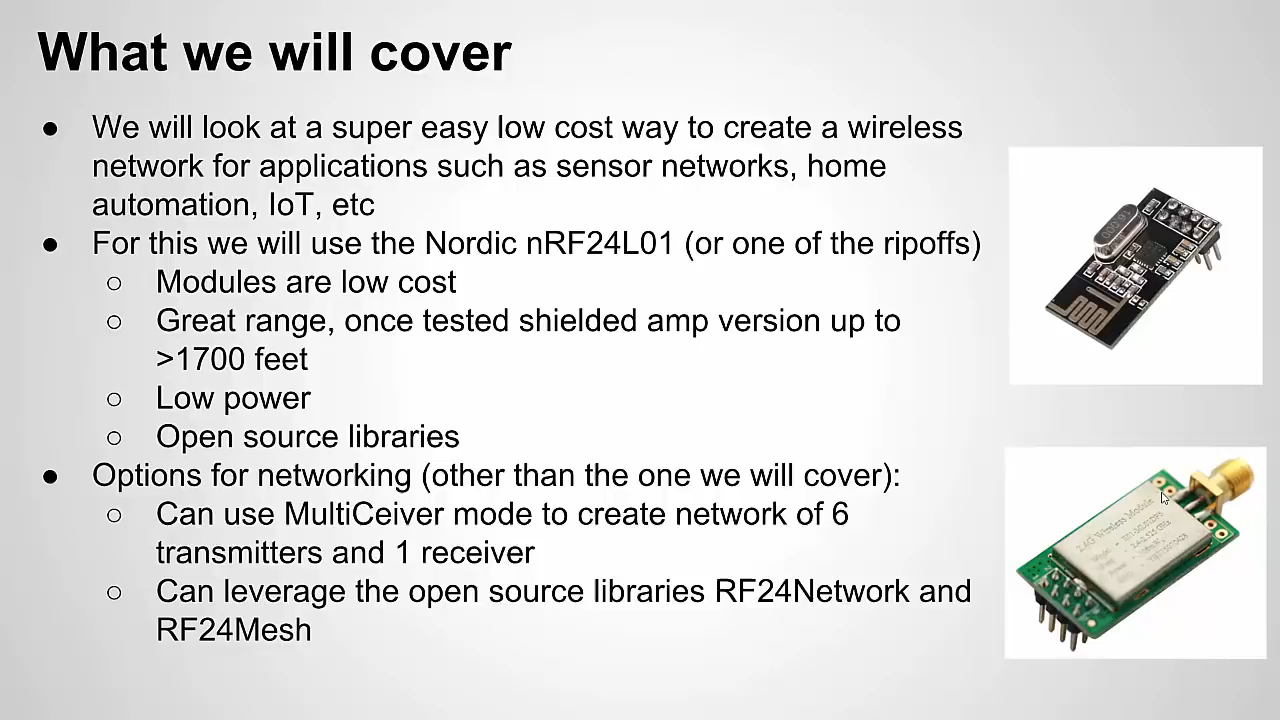 What we will cover
● We will look at a super easy low cost way to create a wireless
network for applications such as sensor networks, home
automation, IoT, etc
● For this we will use the Nordic nRF24L01 (or one of the ripoffs)
○ Modules are low cost
○ Great range, once tested shielded amp version up to
>1700 feet
○ Low power
○ Open source libraries
● Options for networking (other than the one we will cover):
○ Can use MultiCeiver mode to create network of 6
transmitters and 1 receiver
○ Can leverage the open source libraries RF24Network and
RF24Mesh
2.4G Wireless Module